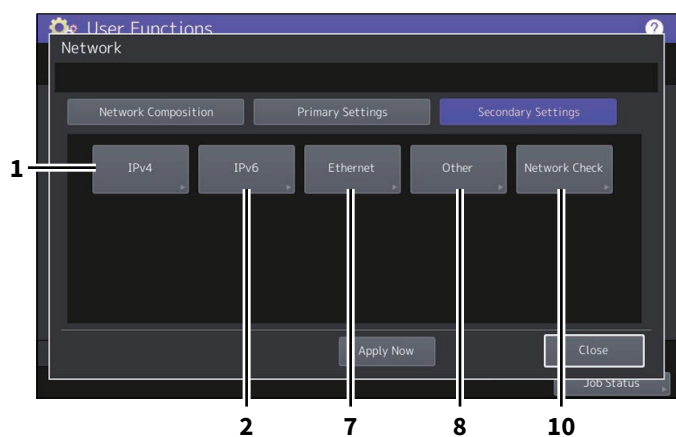 User Functions ?
Network
Network Composition Primary Settings Secondary Settings
1 IPv4 IPv6 Ethernet Other Network Check
Apply Now Close
Job Status
2 7 8 10